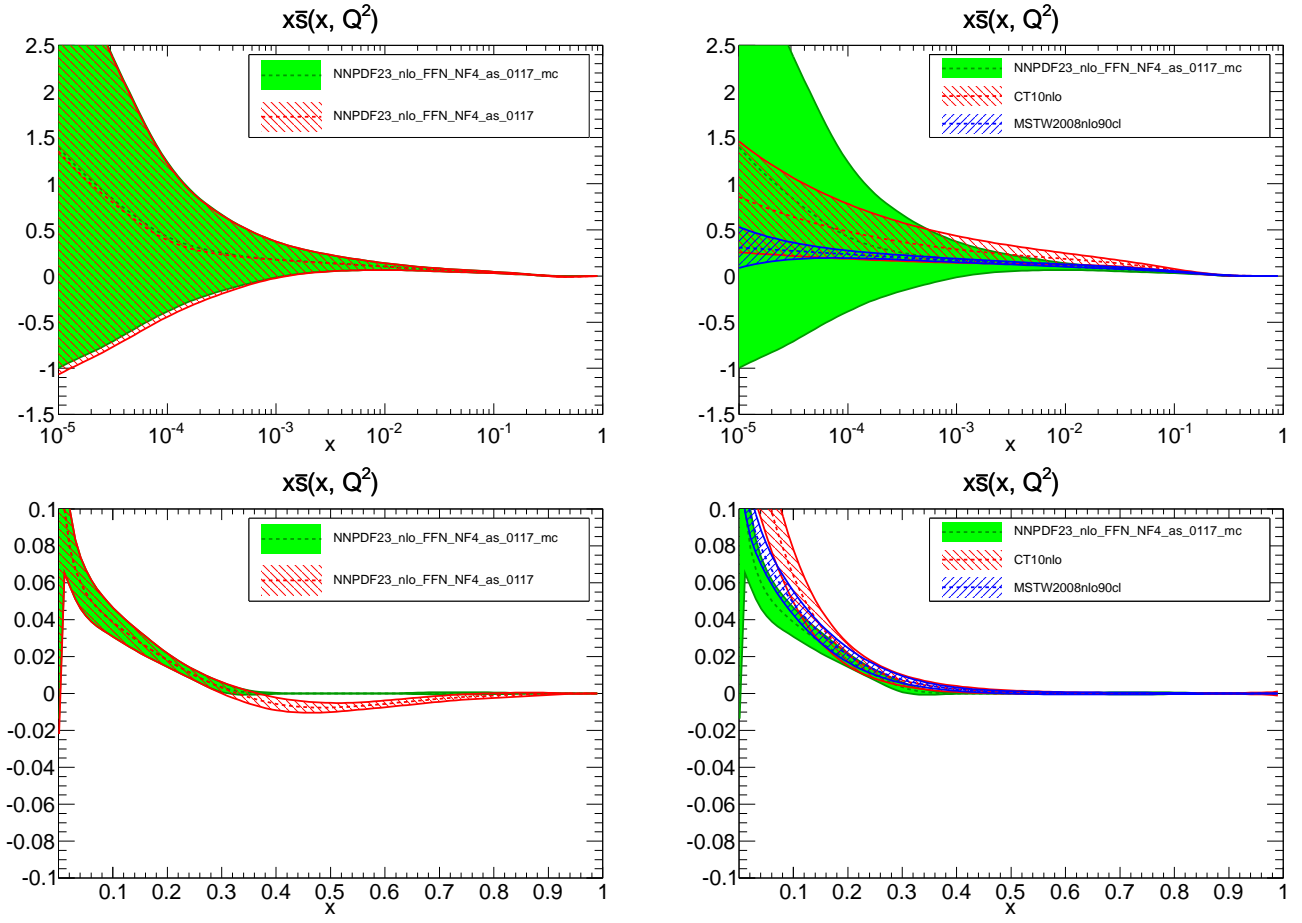 xs̅(x, Q²)
2.5
2
1.5
1
0.5
0
-0.5
-1
-1.5
NNPDF23_nlo_FFN_NF4_as_0117_mc
NNPDF23_nlo_FFN_NF4_as_0117
10⁻⁵ 10⁻⁴ 10⁻³ 10⁻² 10⁻¹ 1
x
xs̅(x, Q²)
2.5
2
1.5
1
0.5
0
-0.5
-1
-1.5
NNPDF23_nlo_FFN_NF4_as_0117_mc
CT10nlo
MSTW2008nlo90cl
10⁻⁵ 10⁻⁴ 10⁻³ 10⁻² 10⁻¹ 1
x
xs̅(x, Q²)
0.1
0.08
0.06
0.04
0.02
0
-0.02
-0.04
-0.06
-0.08
-0.1
NNPDF23_nlo_FFN_NF4_as_0117_mc
NNPDF23_nlo_FFN_NF4_as_0117
0.1 0.2 0.3 0.4 0.5 0.6 0.7 0.8 0.9 1
x
xs̅(x, Q²)
0.1
0.08
0.06
0.04
0.02
0
-0.02
-0.04
-0.06
-0.08
-0.1
NNPDF23_nlo_FFN_NF4_as_0117_mc
CT10nlo
MSTW2008nlo90cl
0.1 0.2 0.3 0.4 0.5 0.6 0.7 0.8 0.9 1
x